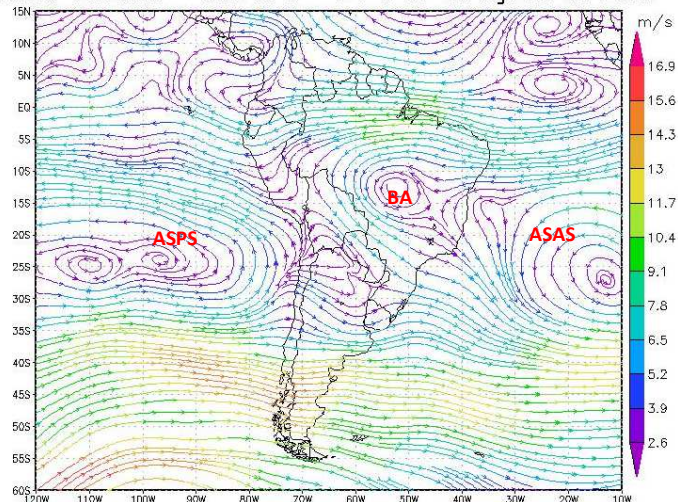 m/s
15N
10N
5N
EQ
5S
10S
15S
20S
25S
30S
35S
40S
45S
50S
55S
60S
120W 110W 100W 90W 80W 70W 60W 50W 40W 30W 20W 10W
BA
ASPS
ASAS
16.9
15.6
14.3
13
11.7
10.4
9.1
7.8
6.5
5.2
3.9
2.6